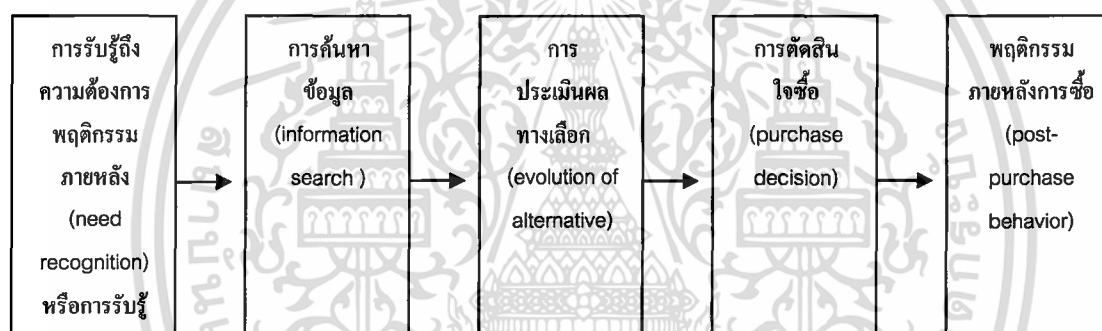 การรับรู้ถึง
ความต้องการ
พฤติกรรม
ภายหลัง
(need
recognition)
หรือการรับรู้
การค้นหา
ข้อมูล
(information
search )
การ
ประเมินผล
ทางเลือก
(evolution of
alternative)
การตัดสิน
ใจซื้อ
(purchase
decision)
พฤติกรรม
ภายหลังการซื้อ
(post-
purchase
behavior)